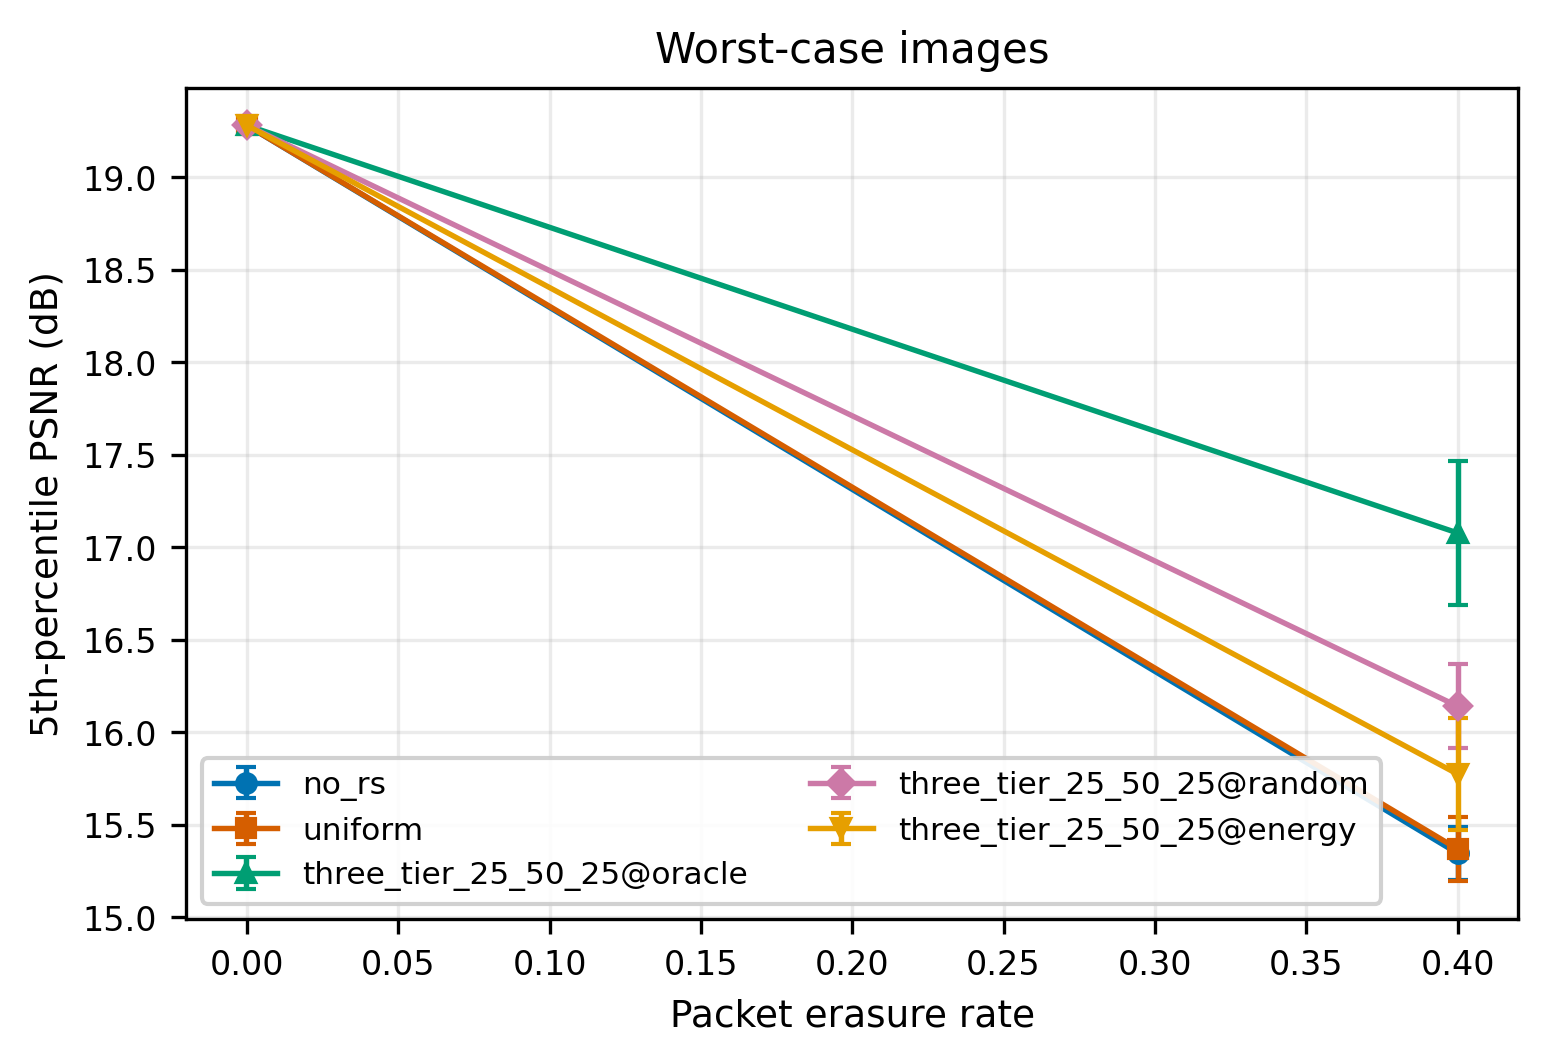 Worst-case images
5th-percentile PSNR (dB)
19.0
18.5
18.0
17.5
17.0
16.5
16.0
15.5
15.0
no_rs
uniform
three_tier_25_50_25@oracle
three_tier_25_50_25@random
three_tier_25_50_25@energy
0.00 0.05 0.10 0.15 0.20 0.25 0.30 0.35 0.40
Packet erasure rate